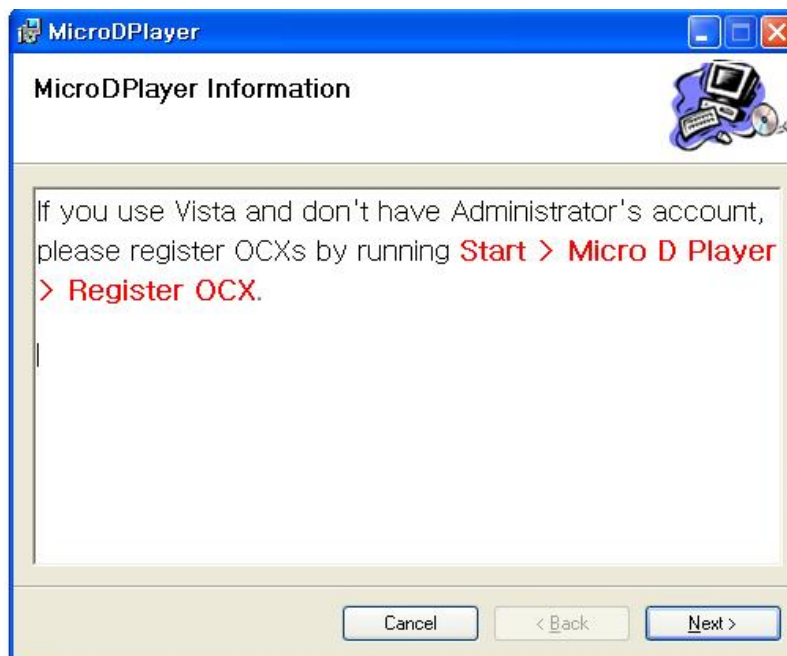 MicroDPlayer
MicroDPlayer Information
If you use Vista and don't have Administrator's account,
please register OCXs by running Start > Micro D Player
> Register OCX.
Cancel
< Back
Next >